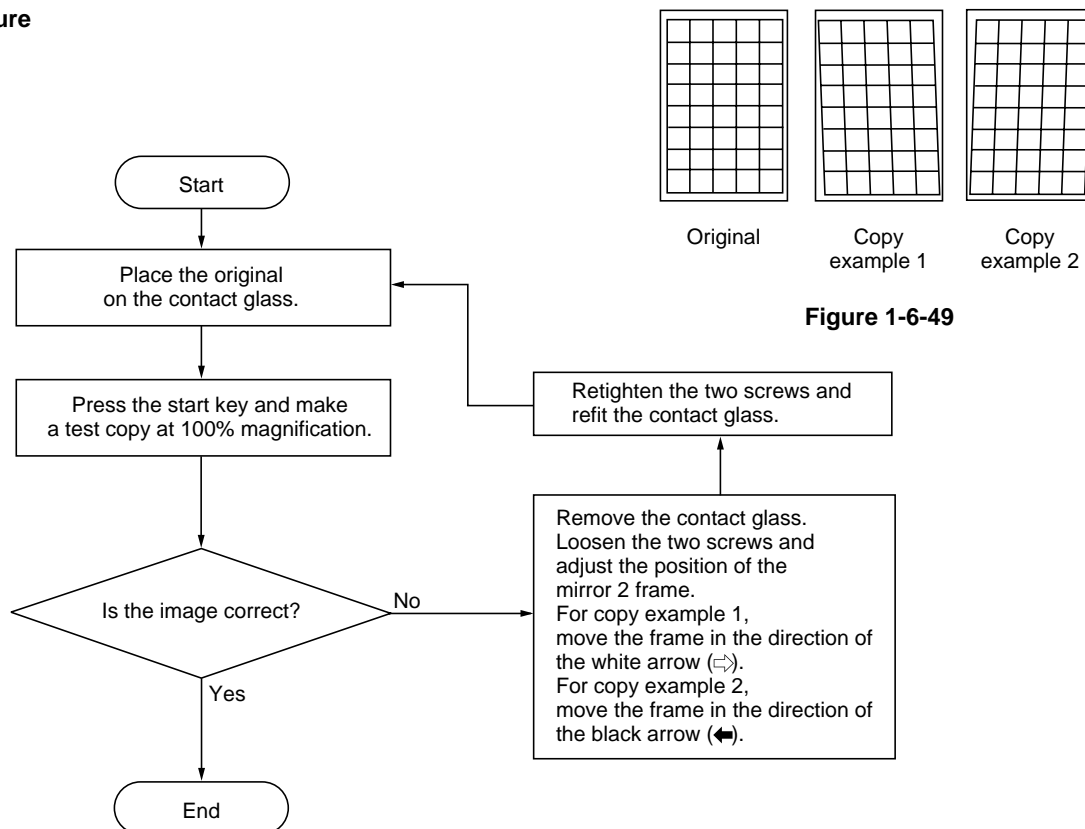 ure
Original
Copy
example 1
Copy
example 2
Figure 1-6-49
Start
Place the original
on the contact glass.
Press the start key and make
a test copy at 100% magnification.
Is the image correct?
No
Yes
End
Remove the contact glass.
Loosen the two screws and
adjust the position of the
mirror 2 frame.
For copy example 1,
move the frame in the direction of
the white arrow (⇨).
For copy example 2,
move the frame in the direction of
the black arrow (🡄).
Retighten the two screws and
refit the contact glass.